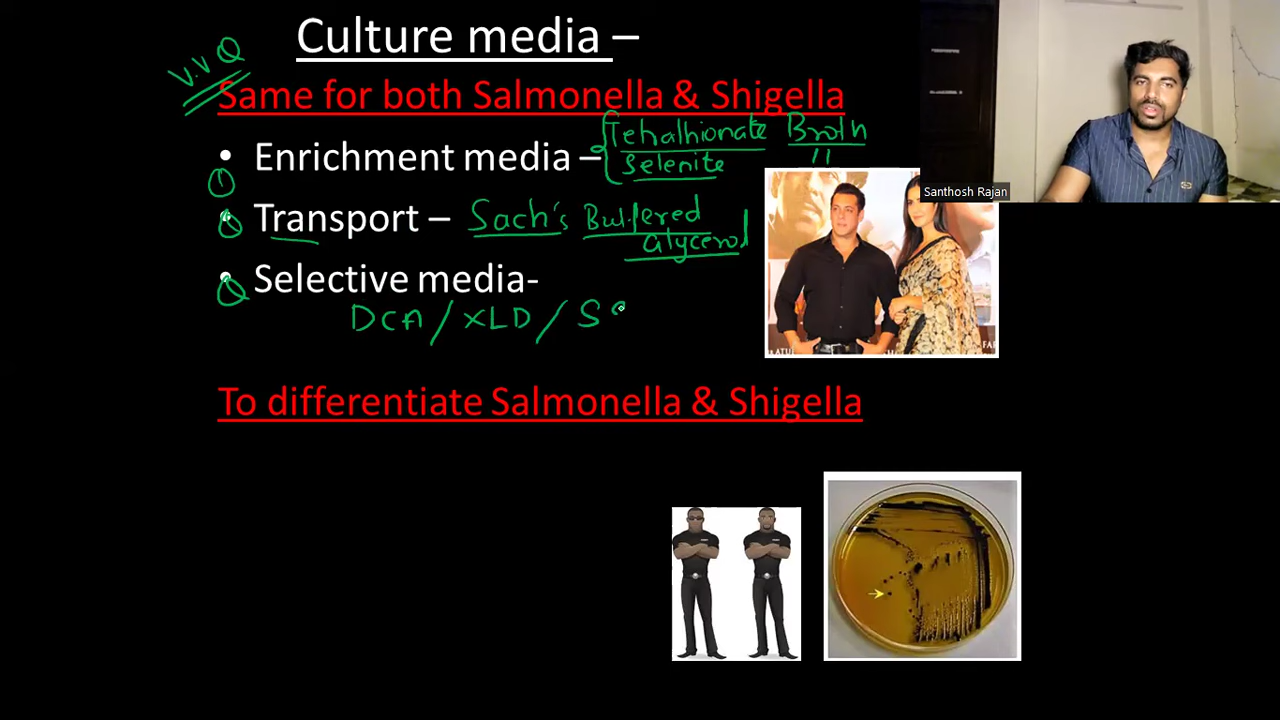 Culture media –
V.V Q
Same for both Salmonella & Shigella
Tehalhionate Broth
• Enrichment media –
Selenite "
Santhosh Rajan
• Transport – Sach's Buffered
Glycerol
• Selective media-
DCA / XLD / S
To differentiate Salmonella & Shigella